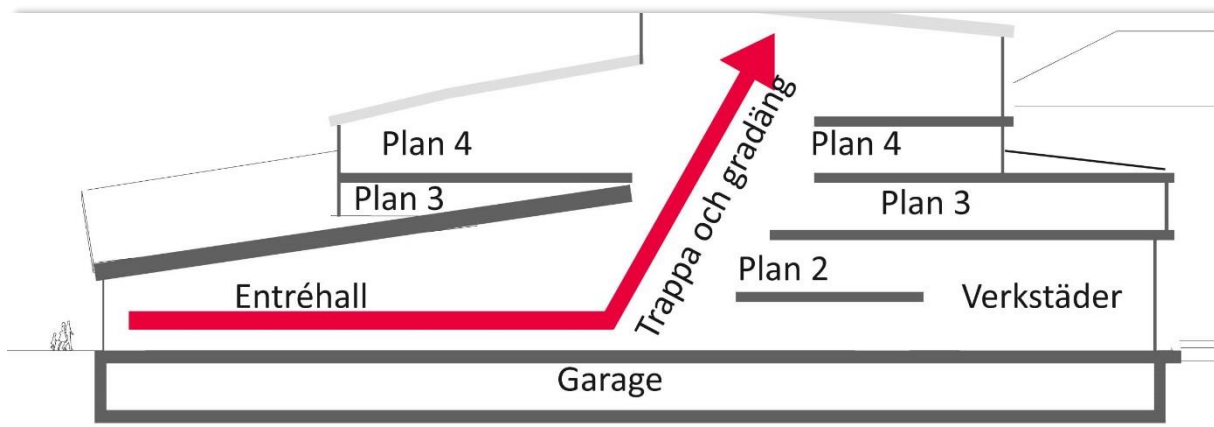 Plan 4
Plan 4
Plan 3
Plan 3
Trappa och gradäng
Plan 2
Entréhall
Verkstäder
Garage